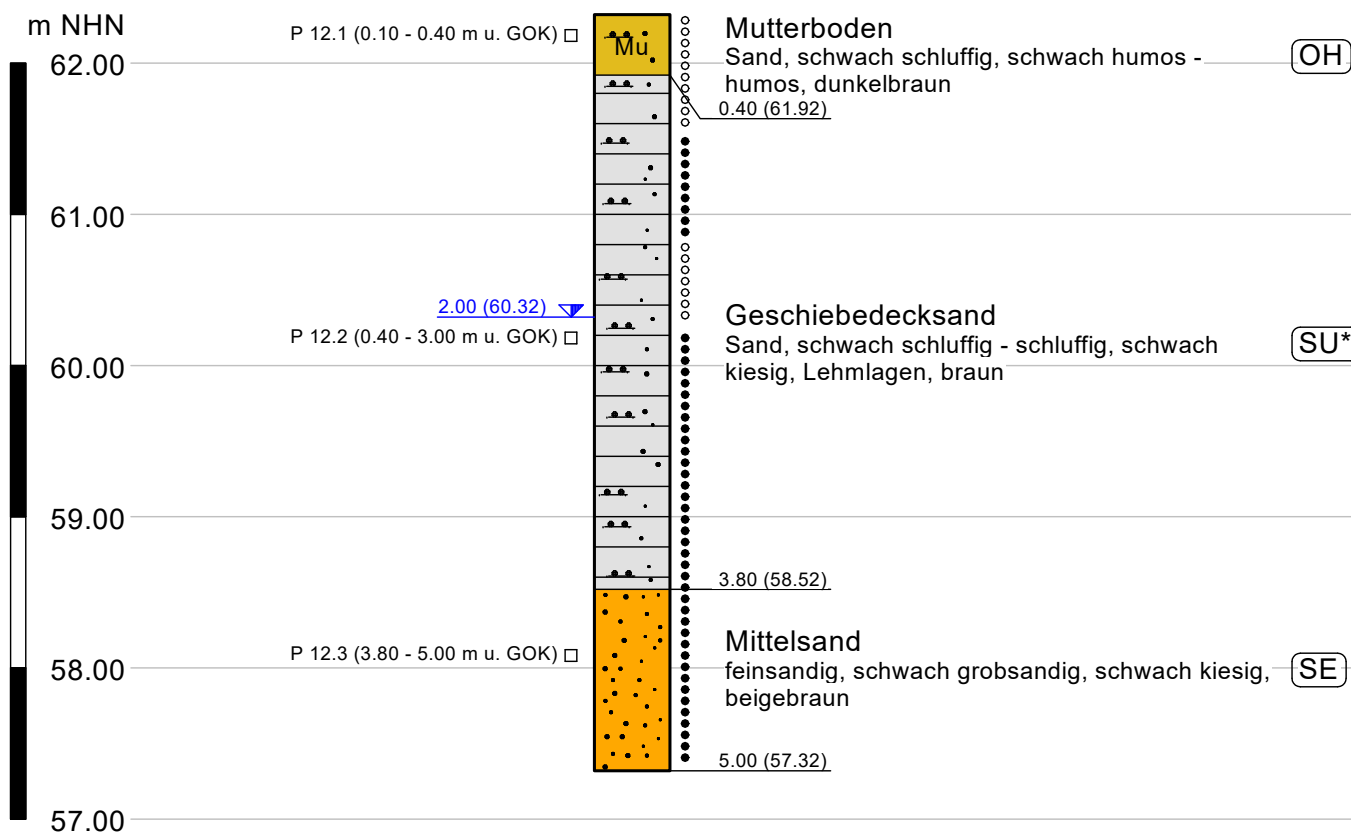 m NHN
62.00
61.00
60.00
59.00
58.00
57.00
P 12.1 (0.10 - 0.40 m u. GOK)
2.00 (60.32)
P 12.2 (0.40 - 3.00 m u. GOK)
P 12.3 (3.80 - 5.00 m u. GOK)
Mu
Mutterboden
Sand, schwach schluffig, schwach humos -
humos, dunkelbraun
0.40 (61.92)
OH
Geschiebedecksand
Sand, schwach schluffig - schluffig, schwach
kiesig, Lehmlagen, braun
SU*
3.80 (58.52)
Mittelsand
feinsandig, schwach grobsandig, schwach kiesig,
beigebraun
SE
5.00 (57.32)